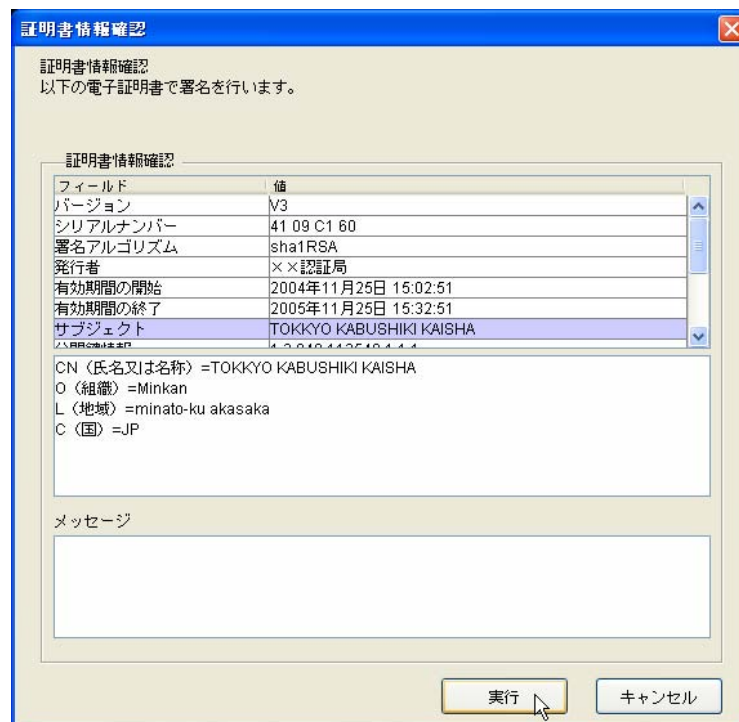 証明書情報確認
証明書情報確認
以下の電子証明書で署名を行います。
証明書情報確認
フィールド 値
バージョン V3
シリアルナンバー 41 09 C1 60
署名アルゴリズム sha1RSA
発行者 ××認証局
有効期間の開始 2004年11月25日 15:02:51
有効期間の終了 2005年11月25日 15:32:51
サブジェクト TOKKYO KABUSHIKI KAISHA
CN（氏名又は名称）=TOKKYO KABUSHIKI KAISHA
O（組織）=Minkan
L（地域）=minato-ku akasaka
C（国）=JP
メッセージ
実行 キャンセル